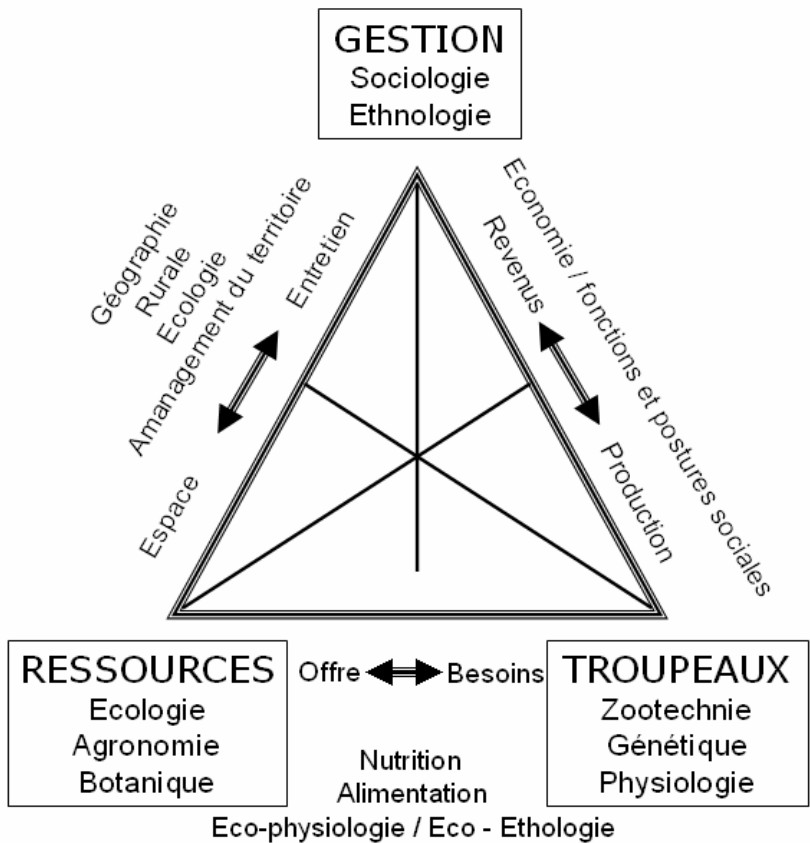 GESTION
Sociologie
Ethnologie
Géographie
Rurale
Ecologie
Amanagement du territoire
Entretien
Espace
Economie / fonctions et postures sociales
Revenus
Production
RESSOURCES
Ecologie
Agronomie
Botanique
Offre
Besoins
TROUPEAUX
Zootechnie
Génétique
Physiologie
Nutrition
Alimentation
Eco-physiologie / Eco - Ethologie